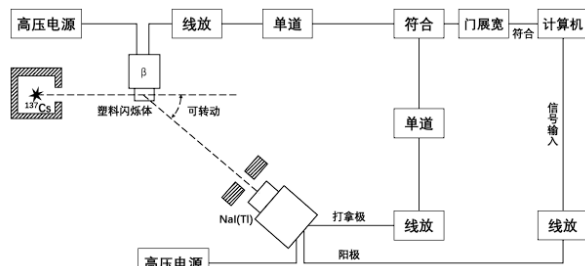 高压电源
线放
单道
符合
门展宽
符合
计算机
β
¹³⁷Cs
塑料闪烁体
可转动
单道
信号输入
NaI(Tl)
打拿极
线放
线放
阳极
高压电源